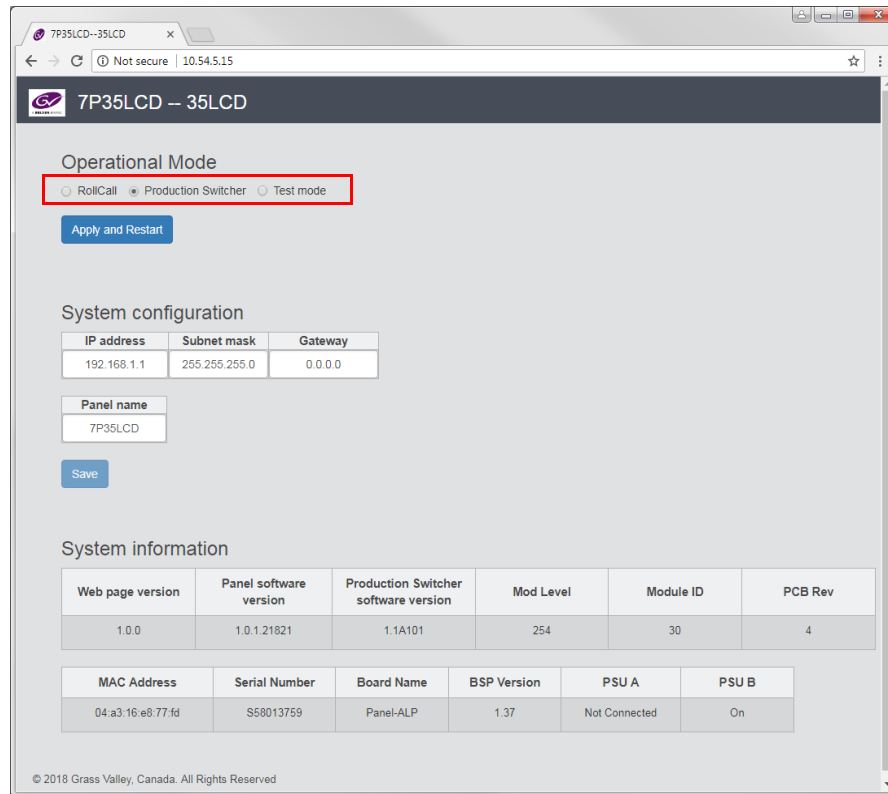 7P35LCD--35LCD
Not secure 10.54.5.15
7P35LCD -- 35LCD
Operational Mode
RollCall Production Switcher Test mode
Apply and Restart
System configuration
IP address Subnet mask Gateway
192.168.1.1 255.255.255.0 0.0.0.0
Panel name
7P35LCD
Save
System information
Web page version Panel software version Production Switcher software version Mod Level Module ID PCB Rev
1.0.0 1.0.1.21821 1.1A101 254 30 4
MAC Address Serial Number Board Name BSP Version PSU A PSU B
04:a3:16:e8:77:fd S58013759 Panel-ALP 1.37 Not Connected On
© 2018 Grass Valley, Canada. All Rights Reserved